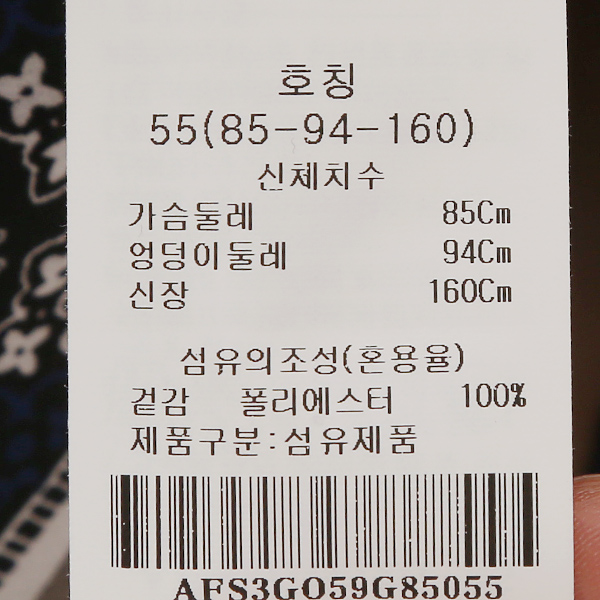 호칭
55(85-94-160)
신체치수
가슴둘레 85Cm
엉덩이둘레 94Cm
신장 160Cm
섬유의조성(혼용율)
겉감 폴리에스터 100%
제품구분:섬유제품
AFS3GO59G85055